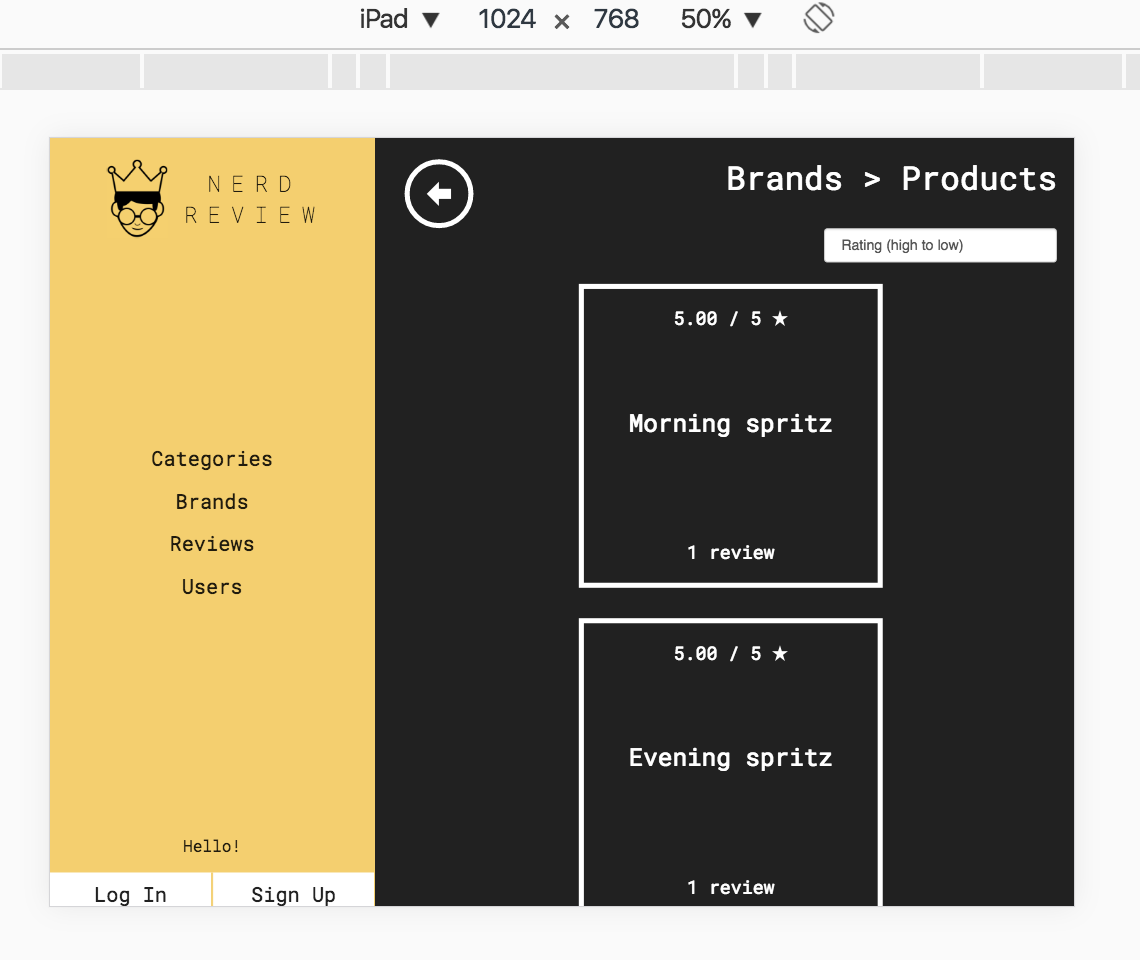 iPad ▼ 1024 × 768 50% ▼
NERD
REVIEW
Brands > Products
Rating (high to low)
5.00 / 5 ★
Morning spritz
1 review
Categories
Brands
Reviews
Users
5.00 / 5 ★
Evening spritz
1 review
Hello!
Log In Sign Up